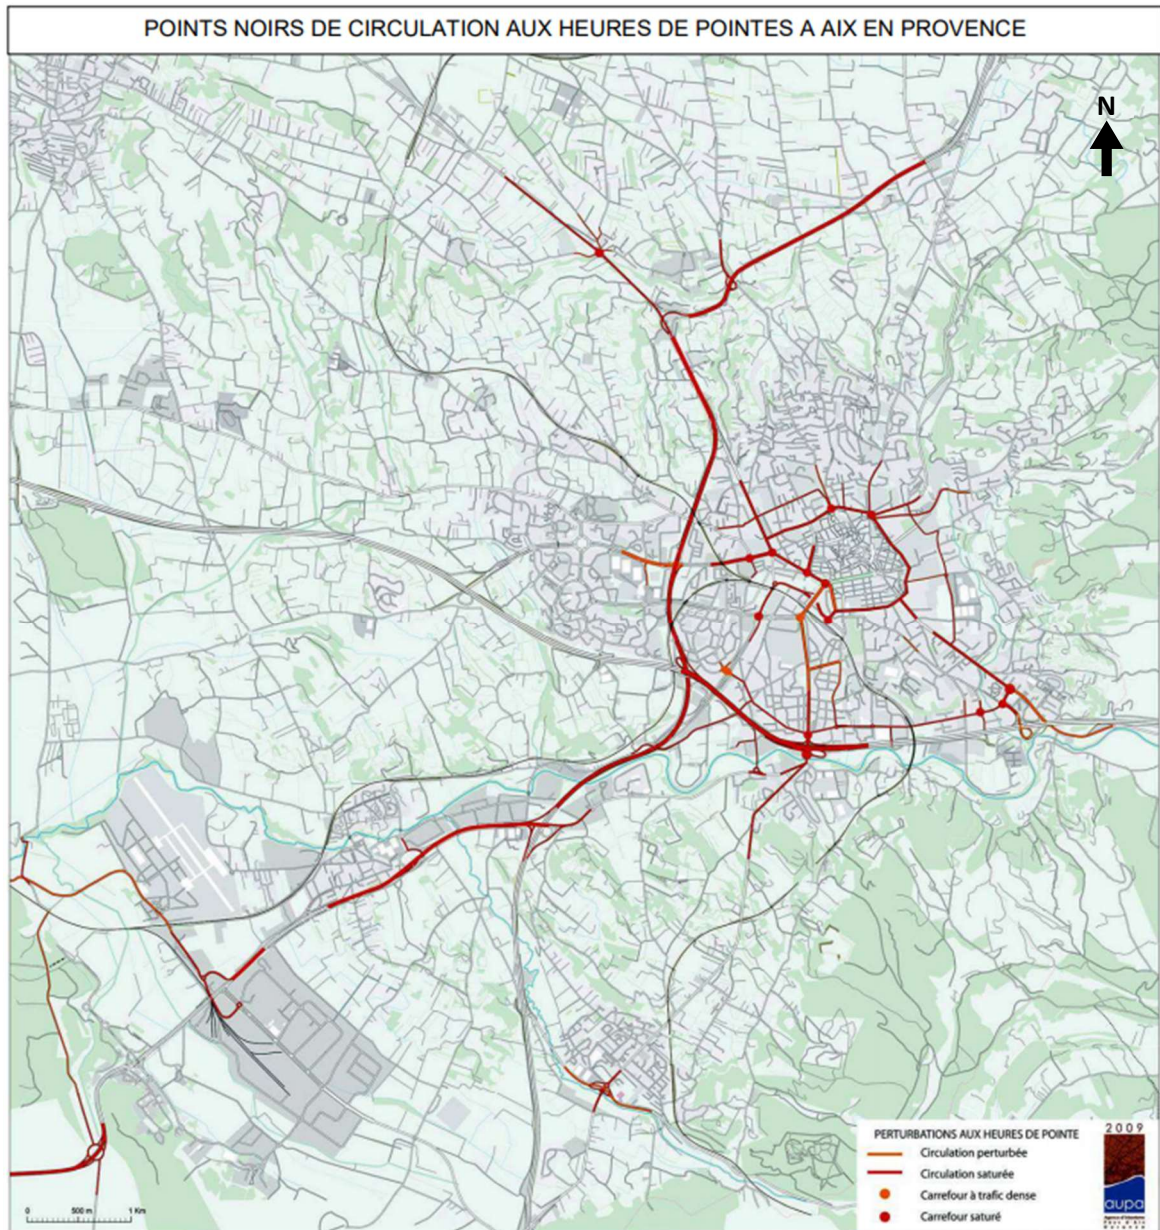 POINTS NOIRS DE CIRCULATION AUX HEURES DE POINTES A AIX EN PROVENCE
N
PERTURBATIONS AUX HEURES DE POINTE
Circulation perturbée
Circulation saturée
Carrefour à trafic dense
Carrefour saturé
2009
aupa
0 500 m 1 Km